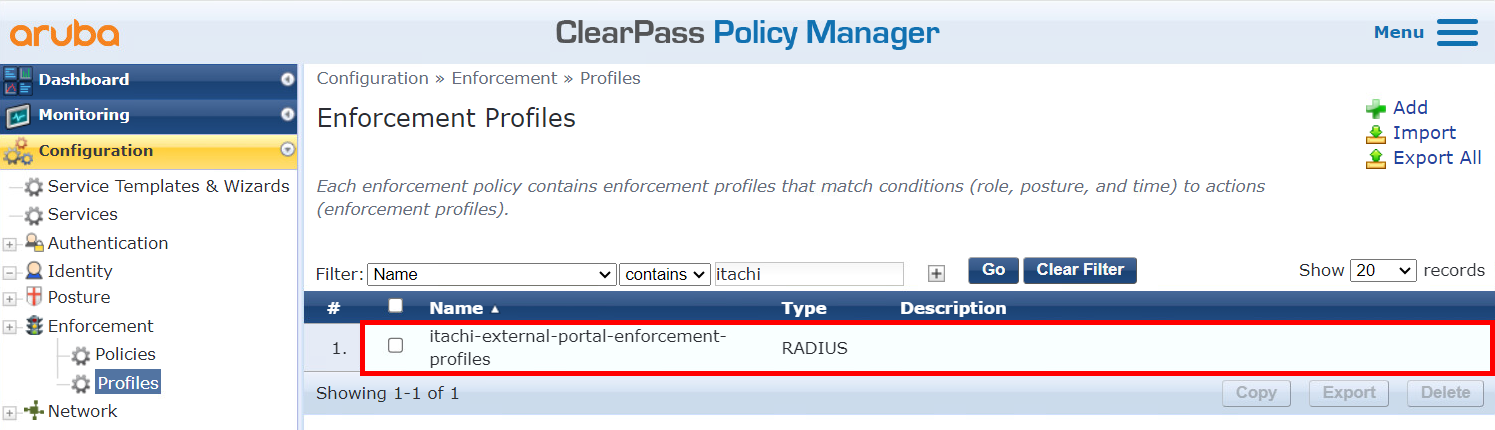 aruba
ClearPass Policy Manager
Menu
Dashboard
Monitoring
Configuration
Service Templates & Wizards
Services
Authentication
Identity
Posture
Enforcement
Policies
Profiles
Network
Configuration » Enforcement » Profiles
Enforcement Profiles
Add
Import
Export All
Each enforcement policy contains enforcement profiles that match conditions (role, posture, and time) to actions
(enforcement profiles).
Filter: Name contains itachi Go Clear Filter Show 20 records
# Name Type Description
1. itachi-external-portal-enforcement-
profiles RADIUS
Showing 1-1 of 1 Copy Export Delete